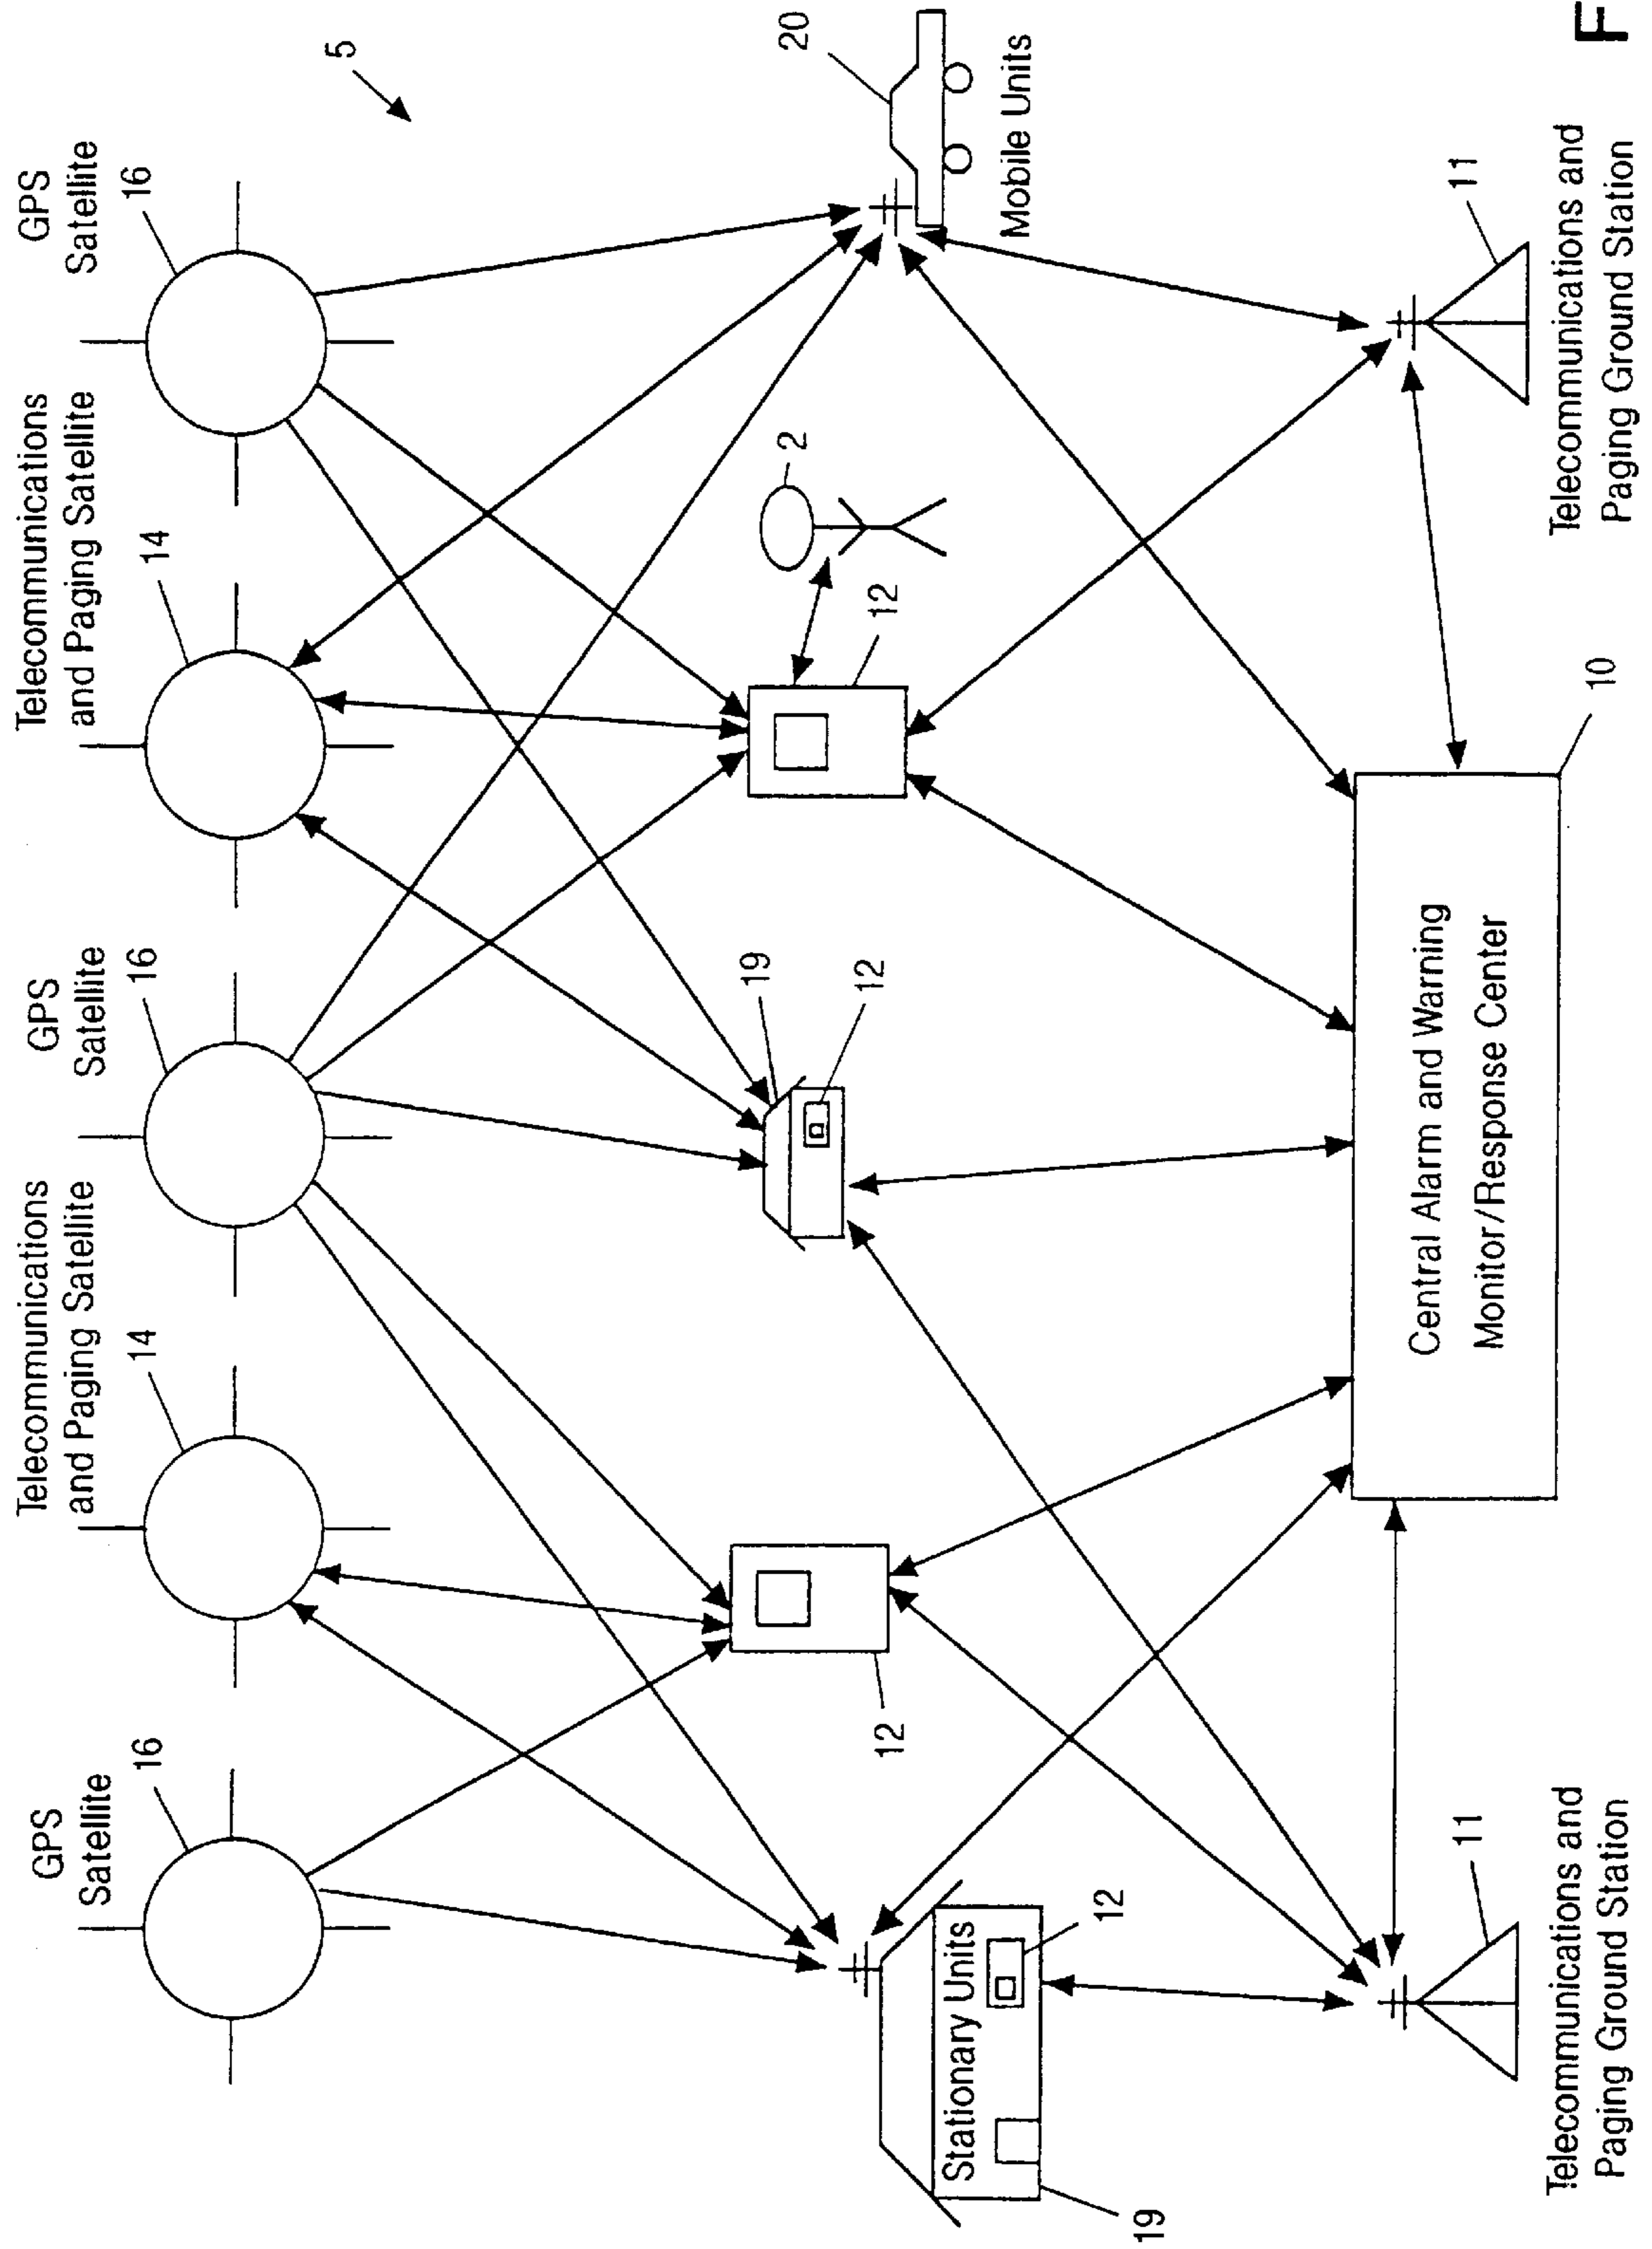 GPS
Satellite
16
Telecommunications
and Paging Satellite
14
GPS
Satellite
16
Telecommunications
and Paging Satellite
14
GPS
Satellite
16
5
19
Stationary Units
12
12
19
12
12
2
20
Mobile Units
Telecommunications and
Paging Ground Station
11
Central Alarm and Warning
Monitor/Response Center
10
11
Telecommunications and
Paging Ground Station
F